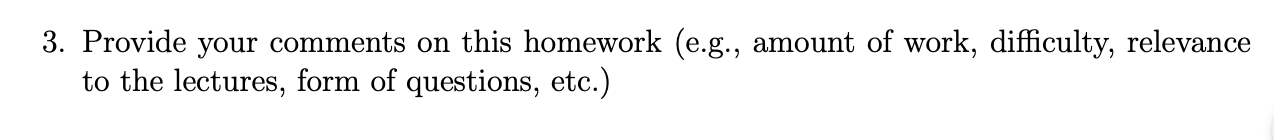 3. Provide your comments on this homework (e.g., amount of work, difficulty, relevance
to the lectures, form of questions, etc.)